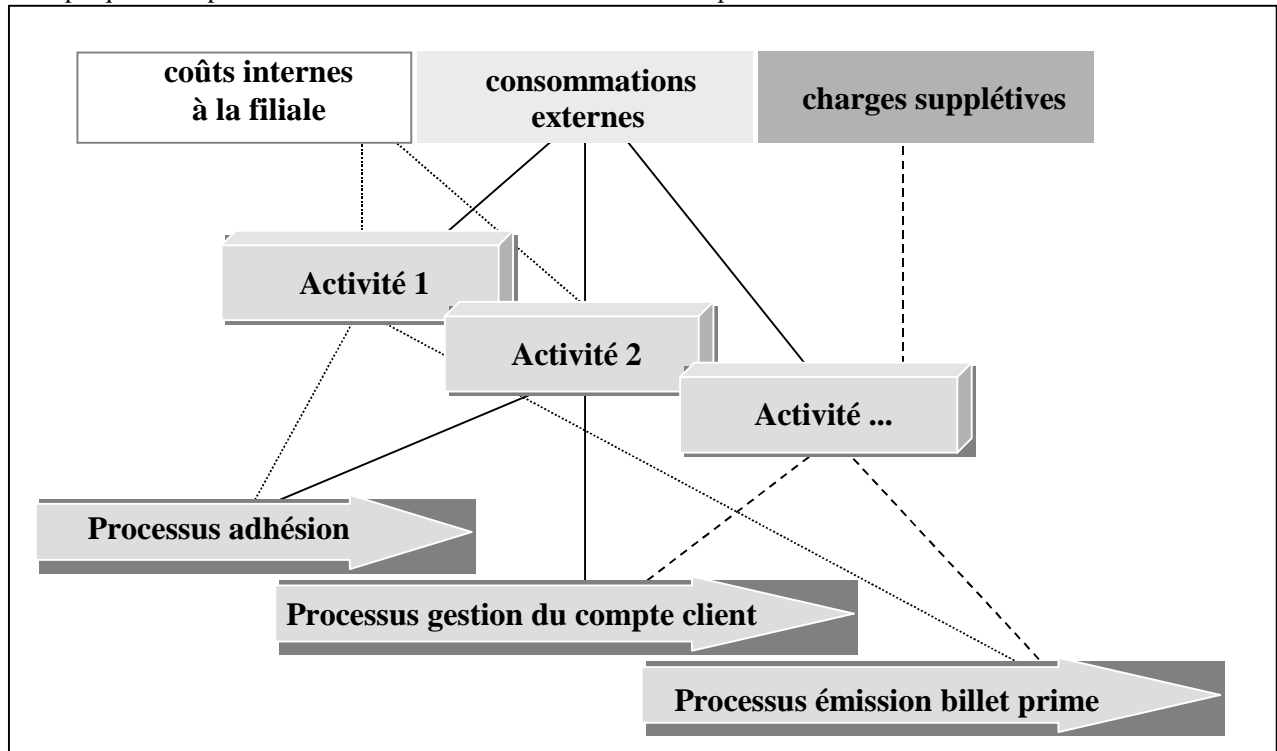 coûts internes
à la filiale
consommations
externes
charges supplétives
Activité 1
Activité 2
Activité ...
Processus adhésion
Processus gestion du compte client
Processus émission billet prime